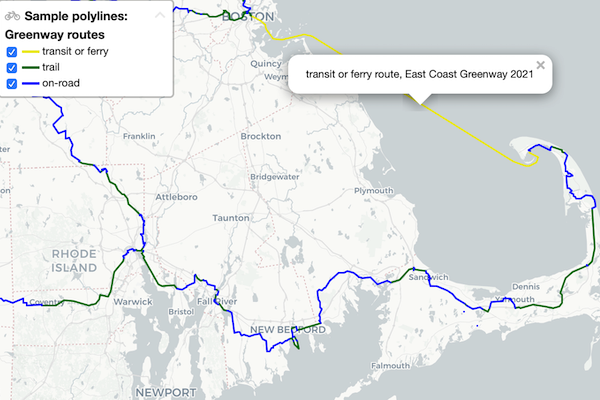 Sample polylines:
Greenway routes
transit or ferry
trail
on-road
BOSTON
Quincy
Weym
transit or ferry route, East Coast Greenway 2021
×
Franklin
Brockton
Bridgewater
Attleboro
Plymouth
Taunton
RHODE
ISLAND
Sandwich
Dennis
Yarmouth
Coventry
Warwick
Bristol
Fall River
NEW BEDFORD
Falmouth
NEWPORT